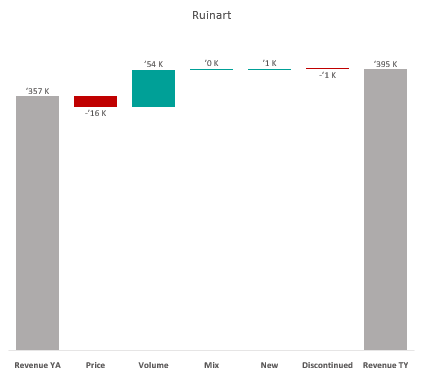 Ruinart
'357 K
-'16 K
'54 K
'0 K
'1 K
-'1 K
'395 K
Revenue YA Price Volume Mix New Discontinued Revenue TY